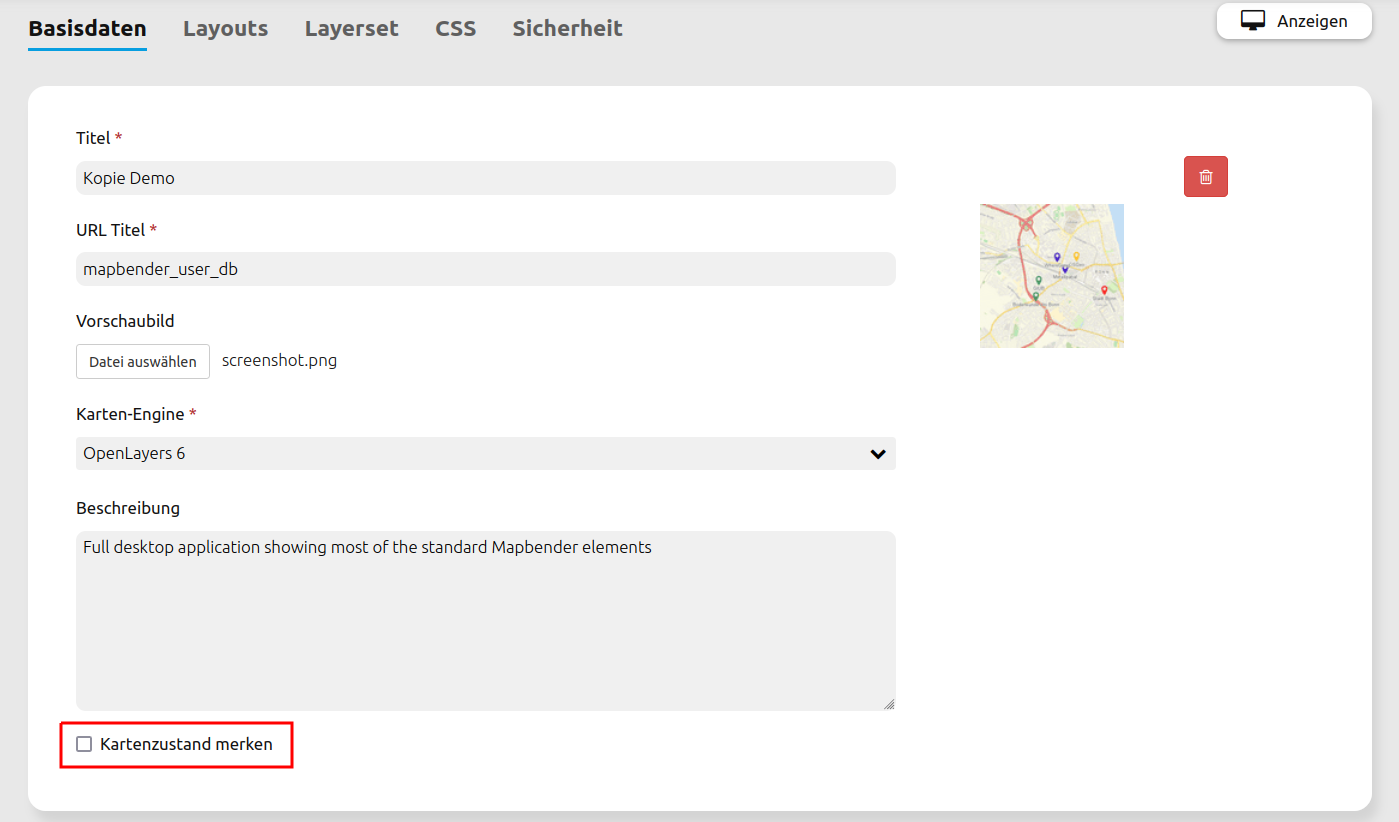 Basisdaten Layouts Layerset CSS Sicherheit Anzeigen
Titel *
Kopie Demo
URL Titel *
mapbender_user_db
Vorschaubild
Datei auswählen screenshot.png
Karten-Engine *
OpenLayers 6
Beschreibung
Full desktop application showing most of the standard Mapbender elements
Kartenzustand merken